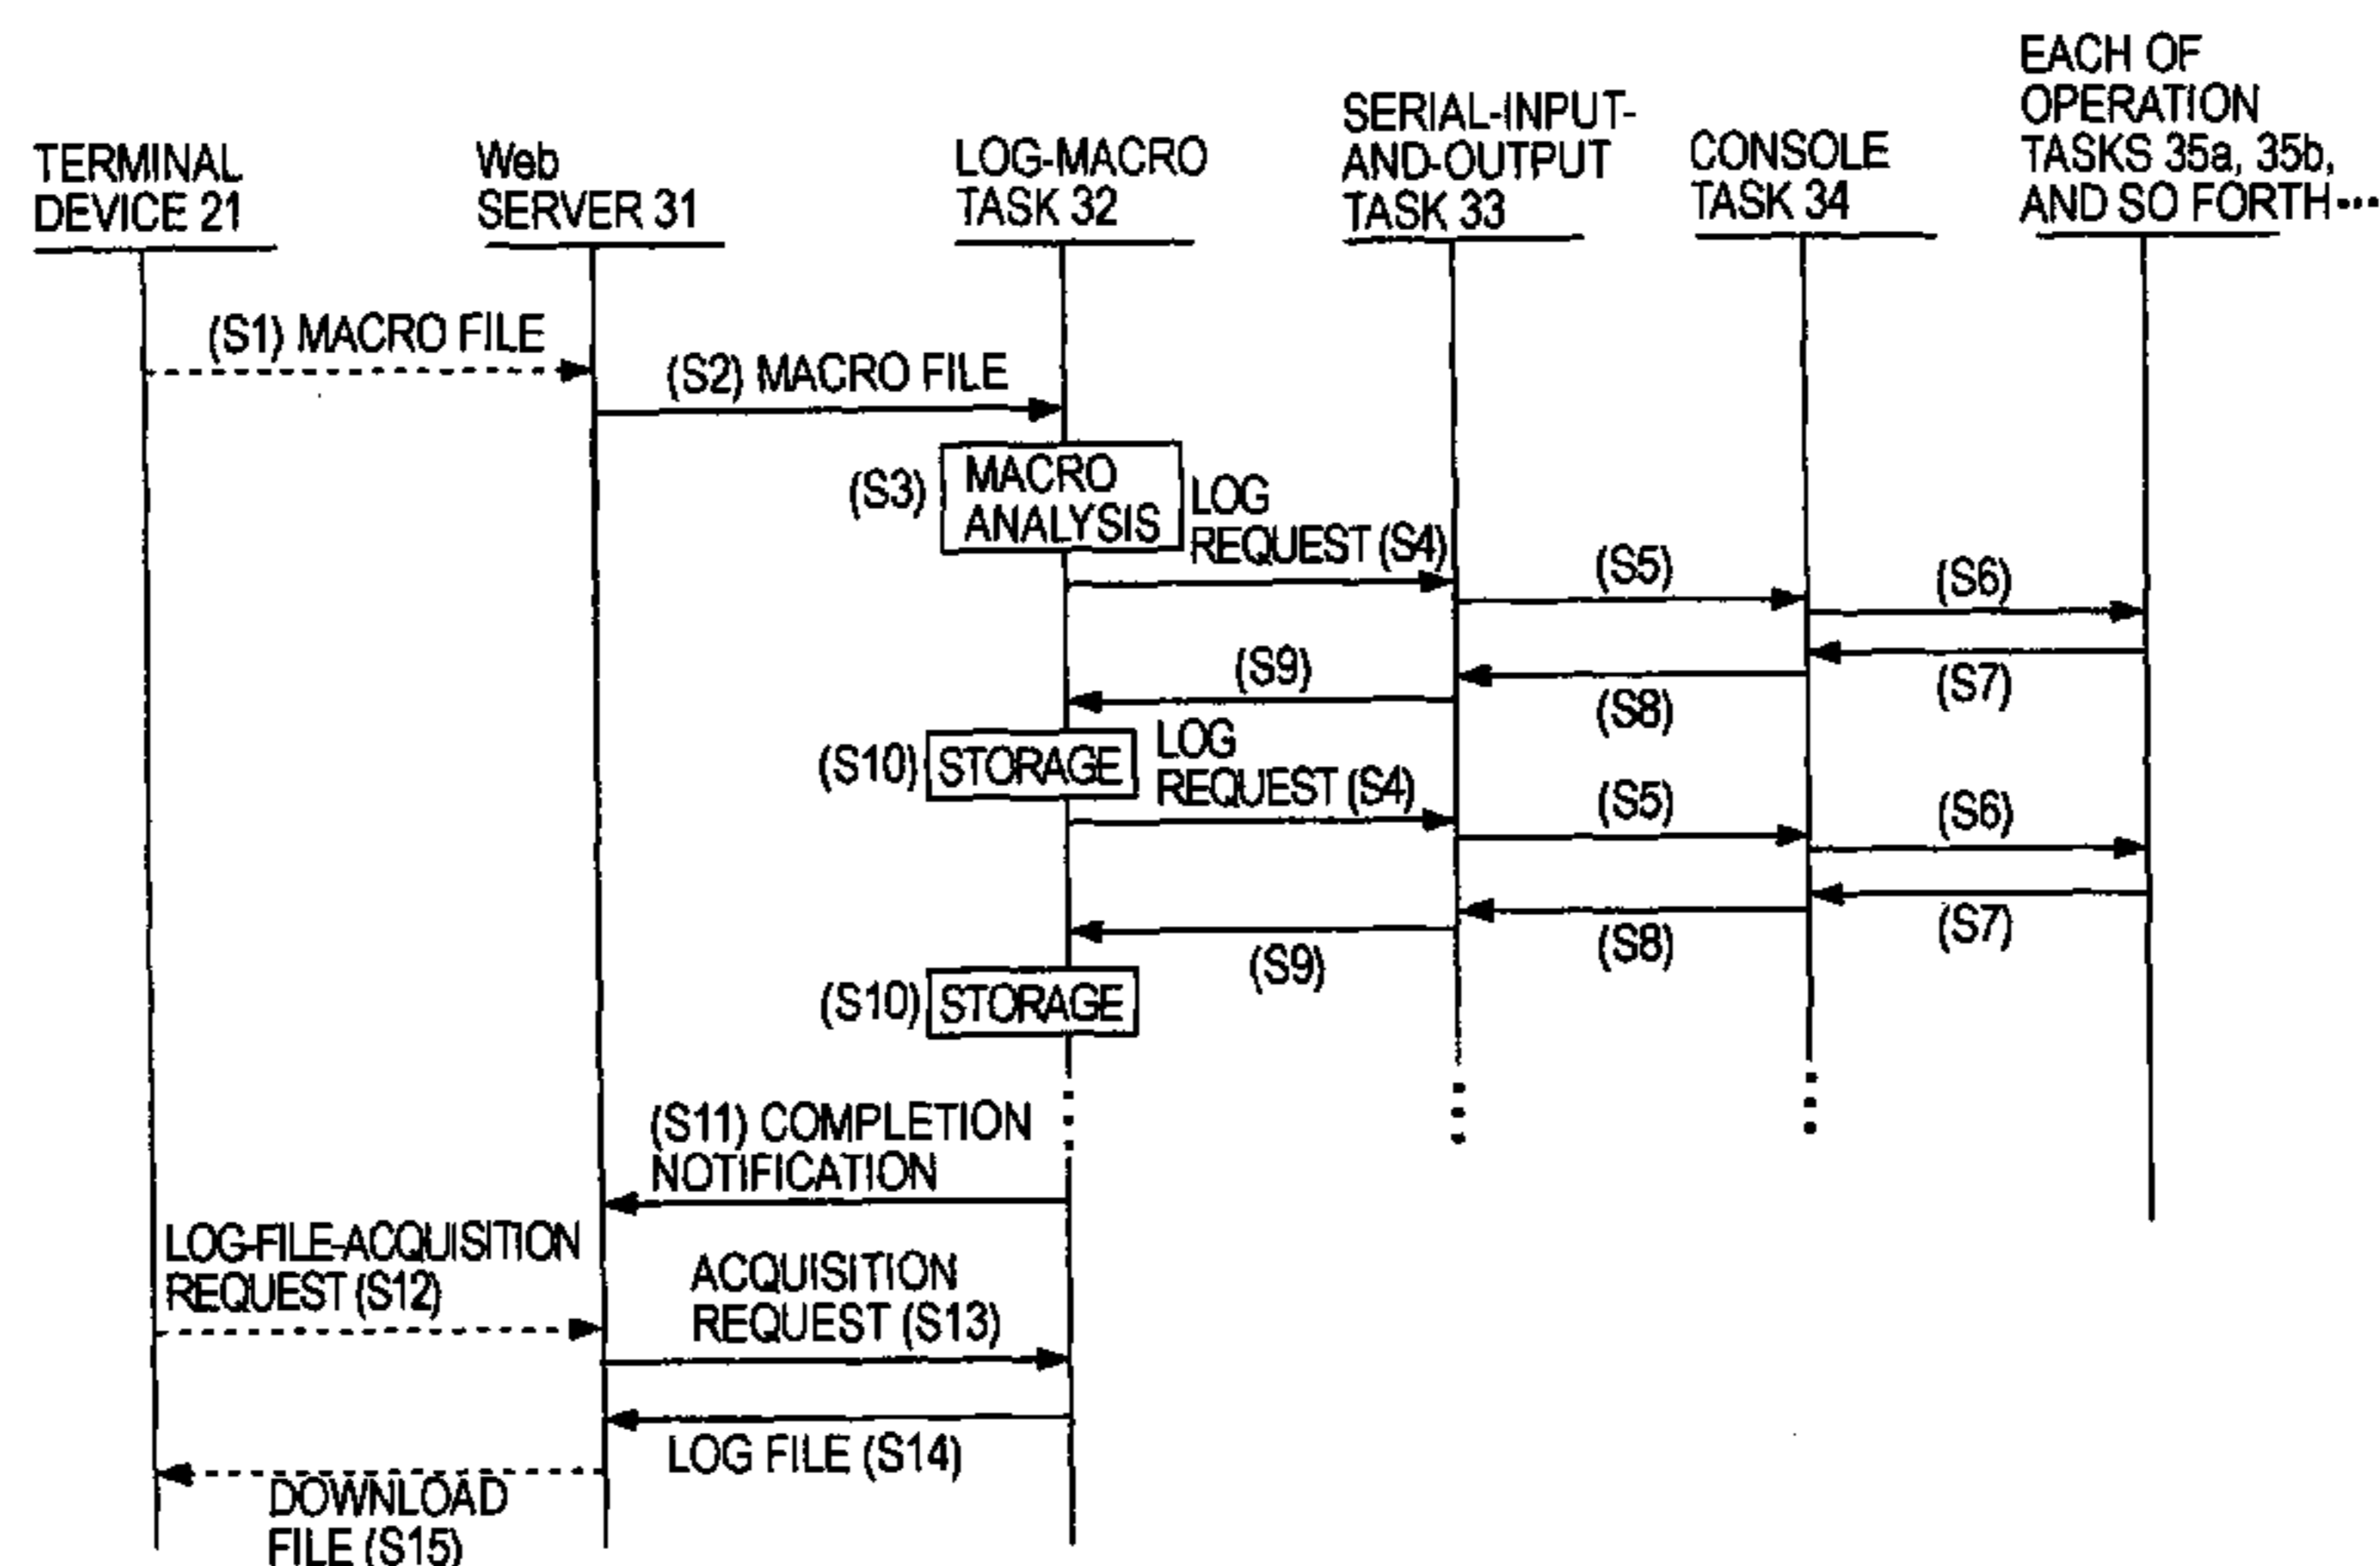 TERMINAL
DEVICE 21
Web
SERVER 31
LOG-MACRO
TASK 32
SERIAL-INPUT-
AND-OUTPUT
TASK 33
CONSOLE
TASK 34
EACH OF
OPERATION
TASKS 35a, 35b,
AND SO FORTH•••
(S1) MACRO FILE
(S2) MACRO FILE
(S3)
MACRO
ANALYSIS
LOG
REQUEST (S4)
(S5)
(S6)
(S7)
(S8)
(S9)
(S10)
STORAGE
LOG
REQUEST (S4)
(S5)
(S6)
(S7)
(S8)
(S9)
(S10)
STORAGE
(S11) COMPLETION
NOTIFICATION
LOG-FILE-ACQUISITION
REQUEST (S12)
ACQUISITION
REQUEST (S13)
LOG FILE (S14)
DOWNLOAD
FILE (S15)